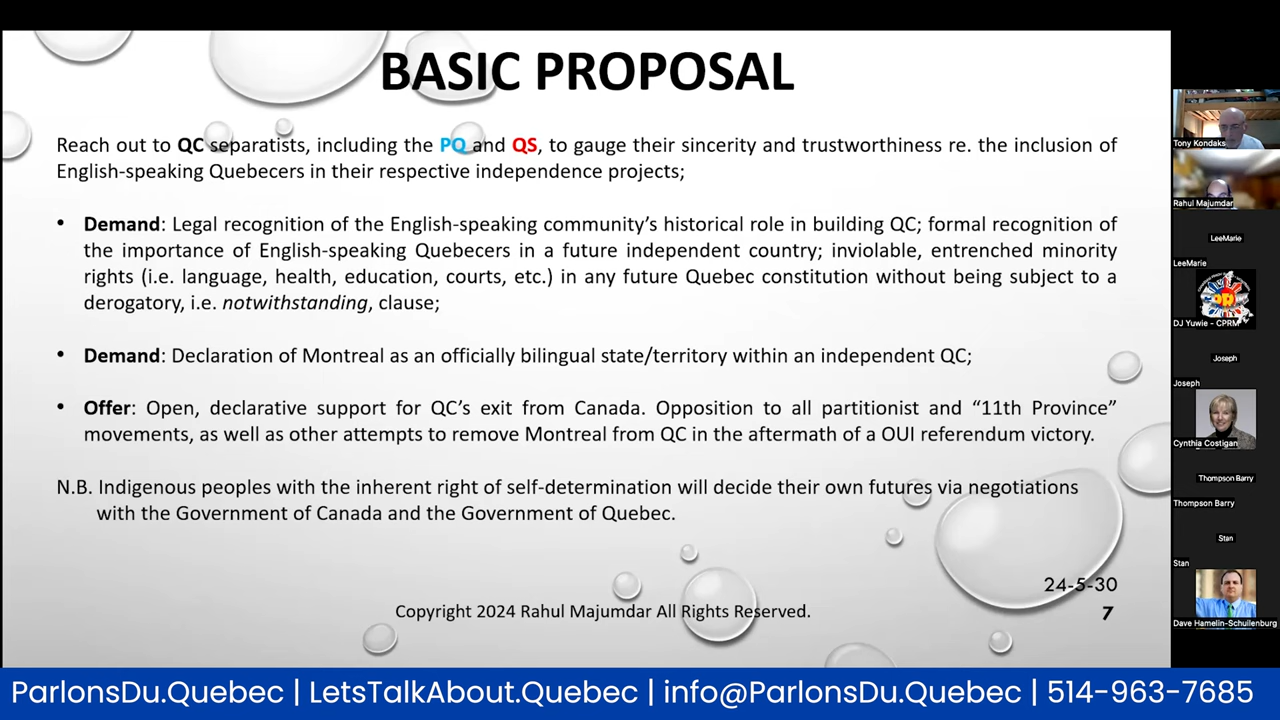 BASIC PROPOSAL
Reach out to QC separatists, including the PQ and QS, to gauge their sincerity and trustworthiness re. the inclusion of
English-speaking Quebecers in their respective independence projects;
• Demand: Legal recognition of the English-speaking community's historical role in building QC; formal recognition of
the importance of English-speaking Quebecers in a future independent country; inviolable, entrenched minority
rights (i.e. language, health, education, courts, etc.) in any future Quebec constitution without being subject to a
derogatory, i.e. notwithstanding, clause;
• Demand: Declaration of Montreal as an officially bilingual state/territory within an independent QC;
• Offer: Open, declarative support for QC's exit from Canada. Opposition to all partitionist and “11th Province”
movements, as well as other attempts to remove Montreal from QC in the aftermath of a OUI referendum victory.
N.B. Indigenous peoples with the inherent right of self-determination will decide their own futures via negotiations
with the Government of Canada and the Government of Quebec.
24-5-30
Copyright 2024 Rahul Majumdar All Rights Reserved.
7
Tony Kondaks
Rahul Majumdar
LeeMarie
LeeMarie
DJ Yuwie - CPRM
Joseph
Joseph
Cynthia Costigan
Thompson Barry
Thompson Barry
Stan
Stan
Dave Hamelin-Schuilenburg
ParlonsDu.Quebec | LetsTalkAbout.Quebec | info@ParlonsDu.Quebec | 514-963-7685